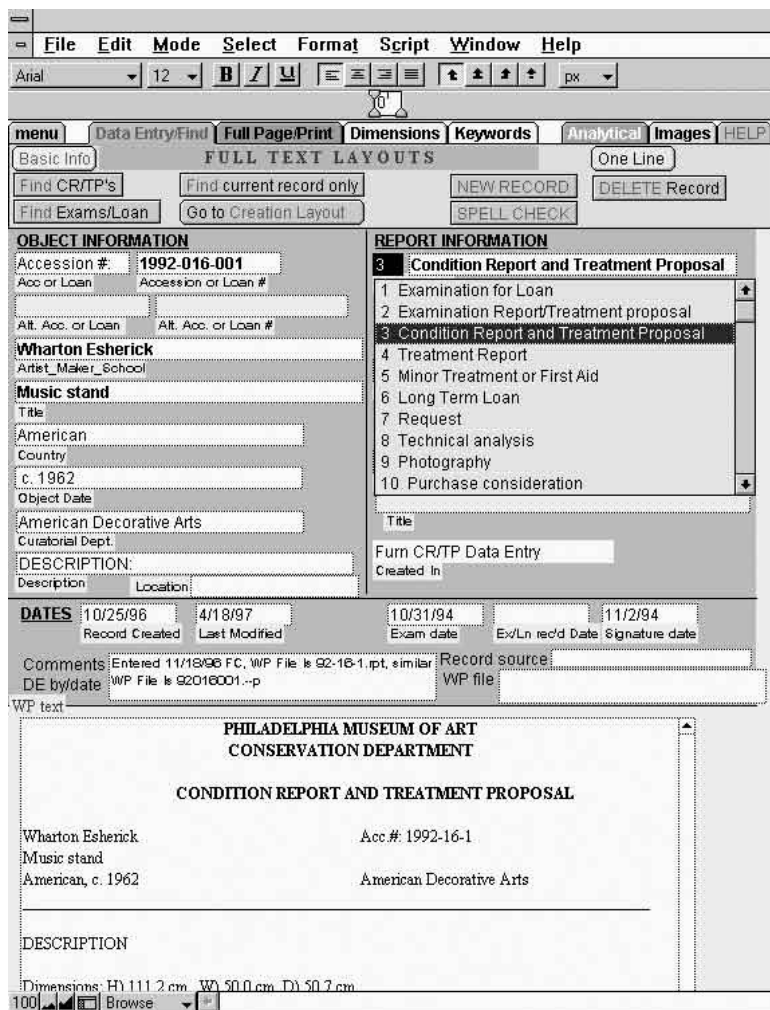 File Edit Mode Select Format Script Window Help
Arial 12 B I U px
0'
menu Data Entry/Find Full Page/Print Dimensions Keywords Analytical Images HELP
Basic Info FULL TEXT LAYOUTS One Line
Find CR/TP's Find current record only NEW RECORD DELETE Record
Find Exams/Loan Go to Creation Layout SPELL CHECK
OBJECT INFORMATION
Accession #: 1992-016-001
Acc or Loan Accession or Loan #
Alt. Acc. or Loan Alt. Acc. or Loan #
Wharton Esherick
Artist_Maker_School
Music stand
Title
American
Country
c. 1962
Object Date
American Decorative Arts
Curatorial Dept.
DESCRIPTION:
Description Location
REPORT INFORMATION
3 Condition Report and Treatment Proposal
1 Examination for Loan
2 Examination Report/Treatment proposal
3 Condition Report and Treatment Proposal
4 Treatment Report
5 Minor Treatment or First Aid
6 Long Term Loan
7 Request
8 Technical analysis
9 Photography
10 Purchase consideration
Title
Furn CR/TP Data Entry
Created In
DATES 10/25/96 4/18/97 10/31/94 11/2/94
Record Created Last Modified Exam date Ex/Ln rec'd Date Signature date
Comments Entered 11/18/96 FC, WP File Is 92-16-1.rpt, similar Record source
DE by/date WP File Is 92016001.--p WP file
WP text
PHILADELPHIA MUSEUM OF ART
CONSERVATION DEPARTMENT
CONDITION REPORT AND TREATMENT PROPOSAL
Wharton Esherick Acc.#: 1992-16-1
Music stand
American, c. 1962 American Decorative Arts
DESCRIPTION
Dimensions: H) 111.2 cm W) 50.0 cm D) 50.7 cm
100 Browse